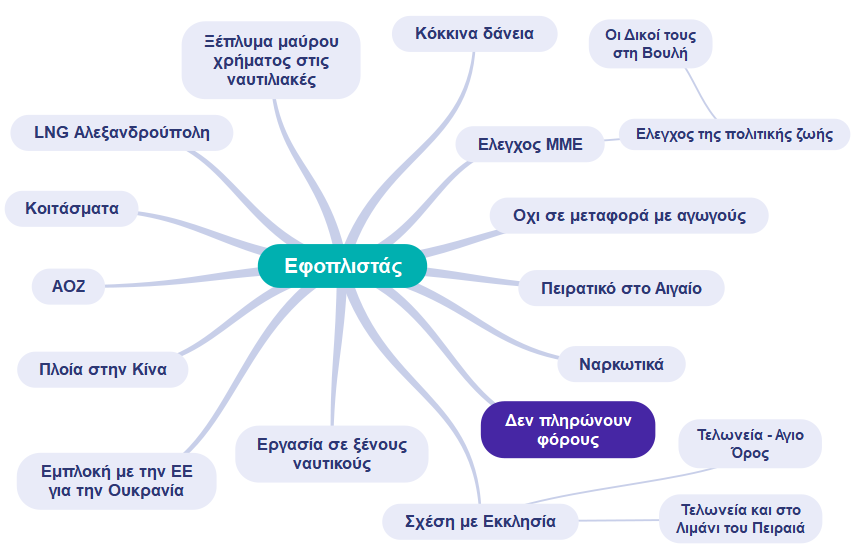 Ξέπλυμα μαύρου
χρήματος στις
ναυτιλιακές
Κόκκινα δάνεια
Οι Δικοί τους
στη Βουλή
LNG Αλεξανδρούπολη
Ελεγχος ΜΜΕ
Ελεγχος της πολιτικής ζωής
Κοιτάσματα
Οχι σε μεταφορά με αγωγούς
Εφοπλιστάς
ΑΟΖ
Πειρατικό στο Αιγαίο
Πλοία στην Κίνα
Ναρκωτικά
Δεν πληρώνουν
φόρους
Εργασία σε ξένους
ναυτικούς
Τελωνεία - Αγιο
Όρος
Εμπλοκή με την ΕΕ
για την Ουκρανία
Σχέση με Εκκλησία
Τελωνεία και στο
Λιμάνι του Πειραιά